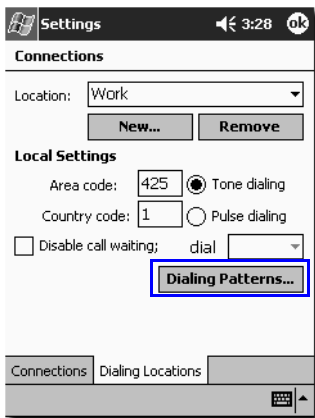 Settings 3:28 ok
Connections
Location: Work
New... Remove
Local Settings
Area code: 425 Tone dialing
Country code: 1 Pulse dialing
Disable call waiting; dial
Dialing Patterns...
Connections Dialing Locations